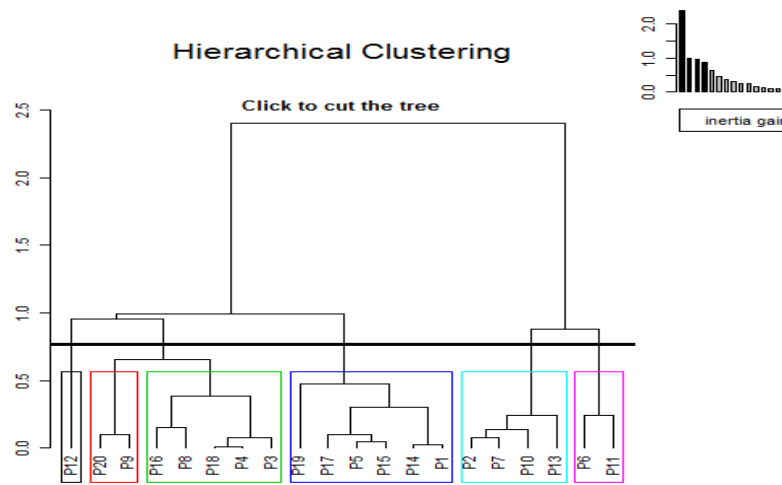 Hierarchical Clustering
Click to cut the tree
2.0
1.0
0.0
inertia gain
2.5
2.0
1.5
1.0
0.5
0.0
P12
P20
P9
P16
P8
P18
P4
P3
P19
P17
P5
P15
P14
P1
P2
P7
P10
P13
P6
P11